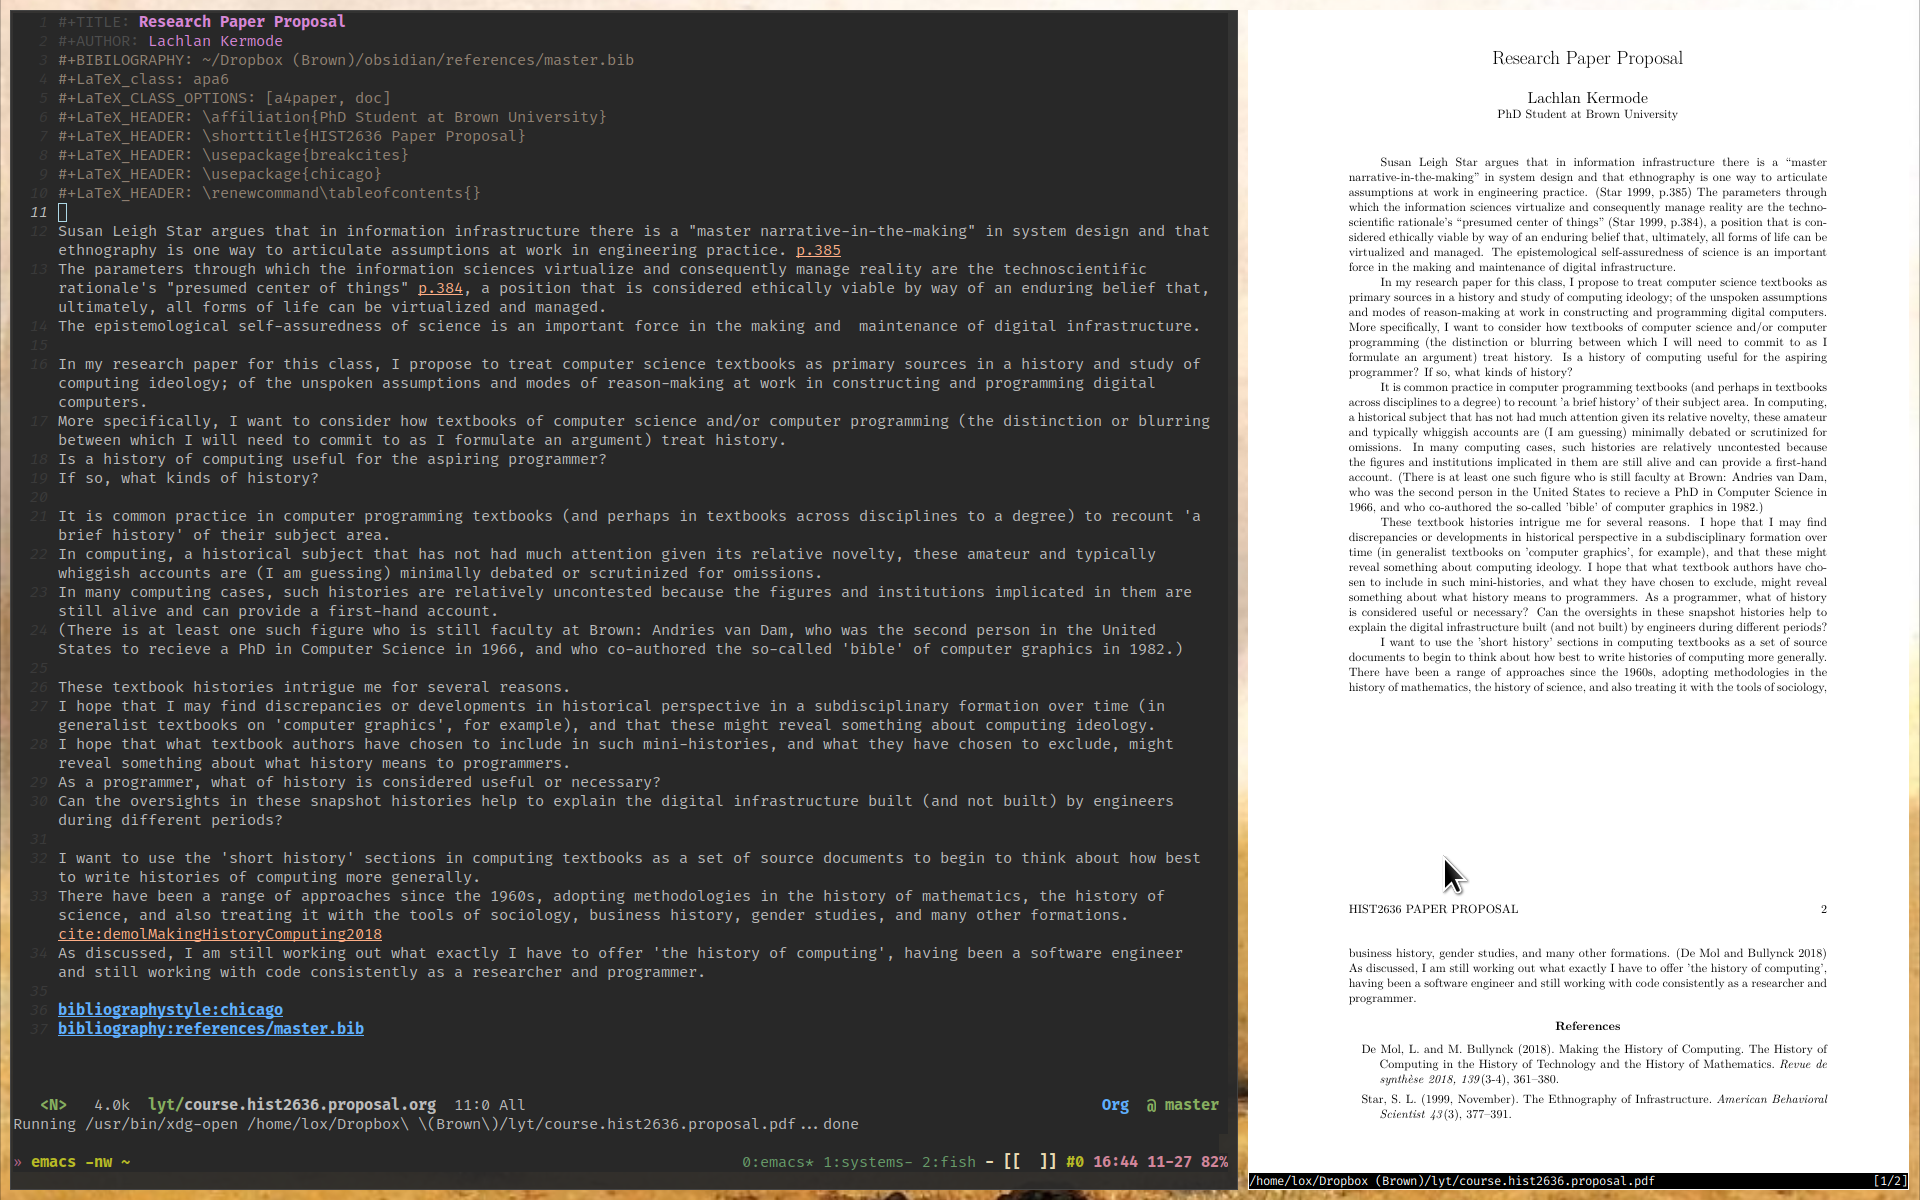 1 #+TITLE: Research Paper Proposal
2 #+AUTHOR: Lachlan Kermode
3 #+BIBILOGRAPHY: ~/Dropbox (Brown)/obsidian/references/master.bib
4 #+LaTeX_class: apa6
5 #+LaTeX_CLASS_OPTIONS: [a4paper, doc]
6 #+LaTeX_HEADER: \affiliation{PhD Student at Brown University}
7 #+LaTeX_HEADER: \shorttitle{HIST2636 Paper Proposal}
8 #+LaTeX_HEADER: \usepackage{breakcites}
9 #+LaTeX_HEADER: \usepackage{chicago}
10 #+LaTeX_HEADER: \renewcommand\tableofcontents{}
11
12 Susan Leigh Star argues that in information infrastructure there is a "master narrative-in-the-making" in system design and that
ethnography is one way to articulate assumptions at work in engineering practice. p.385
13 The parameters through which the information sciences virtualize and consequently manage reality are the technoscientific
rationale's "presumed center of things" p.384, a position that is considered ethically viable by way of an enduring belief that,
ultimately, all forms of life can be virtualized and managed.
14 The epistemological self-assuredness of science is an important force in the making and  maintenance of digital infrastructure.
15
16 In my research paper for this class, I propose to treat computer science textbooks as primary sources in a history and study of
computing ideology; of the unspoken assumptions and modes of reason-making at work in constructing and programming digital
computers.
17 More specifically, I want to consider how textbooks of computer science and/or computer programming (the distinction or blurring
between which I will need to commit to as I formulate an argument) treat history.
18 Is a history of computing useful for the aspiring programmer?
19 If so, what kinds of history?
20
21 It is common practice in computer programming textbooks (and perhaps in textbooks across disciplines to a degree) to recount 'a
brief history' of their subject area.
22 In computing, a historical subject that has not had much attention given its relative novelty, these amateur and typically
whiggish accounts are (I am guessing) minimally debated or scrutinized for omissions.
23 In many computing cases, such histories are relatively uncontested because the figures and institutions implicated in them are
still alive and can provide a first-hand account.
24 (There is at least one such figure who is still faculty at Brown: Andries van Dam, who was the second person in the United
States to recieve a PhD in Computer Science in 1966, and who co-authored the so-called 'bible' of computer graphics in 1982.)
25
26 These textbook histories intrigue me for several reasons.
27 I hope that I may find discrepancies or developments in historical perspective in a subdisciplinary formation over time (in
generalist textbooks on 'computer graphics', for example), and that these might reveal something about computing ideology.
28 I hope that what textbook authors have chosen to include in such mini-histories, and what they have chosen to exclude, might
reveal something about what history means to programmers.
29 As a programmer, what of history is considered useful or necessary?
30 Can the oversights in these snapshot histories help to explain the digital infrastructure built (and not built) by engineers
during different periods?
31
32 I want to use the 'short history' sections in computing textbooks as a set of source documents to begin to think about how best
to write histories of computing more generally.
33 There have been a range of approaches since the 1960s, adopting methodologies in the history of mathematics, the history of
science, and also treating it with the tools of sociology, business history, gender studies, and many other formations.
cite:demolMakingHistoryComputing2018
34 As discussed, I am still working out what exactly I have to offer 'the history of computing', having been a software engineer
and still working with code consistently as a researcher and programmer.
35
36 bibliographystyle:chicago
37 bibliography:references/master.bib
<N> 4.0k lyt/course.hist2636.proposal.org 11:0 All Org @ master
Running /usr/bin/xdg-open /home/lox/Dropbox\ \(Brown\)/lyt/course.hist2636.proposal.pdf...done
» emacs -nw ~ 0:emacs* 1:systems- 2:fish - [[ ]] #0 16:44 11-27 82%
Research Paper Proposal
Lachlan Kermode
PhD Student at Brown University
Susan Leigh Star argues that in information infrastructure there is a “master
narrative-in-the-making” in system design and that ethnography is one way to articulate
assumptions at work in engineering practice. (Star 1999, p.385) The parameters through
which the information sciences virtualize and consequently manage reality are the techno-
scientific rationale's “presumed center of things” (Star 1999, p.384), a position that is con-
sidered ethically viable by way of an enduring belief that, ultimately, all forms of life can be
virtualized and managed. The epistemological self-assuredness of science is an important
force in the making and maintenance of digital infrastructure.
In my research paper for this class, I propose to treat computer science textbooks as
primary sources in a history and study of computing ideology; of the unspoken assumptions
and modes of reason-making at work in constructing and programming digital computers.
More specifically, I want to consider how textbooks of computer science and/or computer
programming (the distinction or blurring between which I will need to commit to as I
formulate an argument) treat history. Is a history of computing useful for the aspiring
programmer? If so, what kinds of history?
It is common practice in computer programming textbooks (and perhaps in textbooks
across disciplines to a degree) to recount 'a brief history' of their subject area. In computing,
a historical subject that has not had much attention given its relative novelty, these amateur
and typically whiggish accounts are (I am guessing) minimally debated or scrutinized for
omissions. In many computing cases, such histories are relatively uncontested because
the figures and institutions implicated in them are still alive and can provide a first-hand
account. (There is at least one such figure who is still faculty at Brown: Andries van Dam,
who was the second person in the United States to recieve a PhD in Computer Science in
1966, and who co-authored the so-called 'bible' of computer graphics in 1982.)
These textbook histories intrigue me for several reasons. I hope that I may find
discrepancies or developments in historical perspective in a subdisciplinary formation over
time (in generalist textbooks on 'computer graphics', for example), and that these might
reveal something about computing ideology. I hope that what textbook authors have cho-
sen to include in such mini-histories, and what they have chosen to exclude, might reveal
something about what history means to programmers. As a programmer, what of history
is considered useful or necessary? Can the oversights in these snapshot histories help to
explain the digital infrastructure built (and not built) by engineers during different periods?
I want to use the 'short history' sections in computing textbooks as a set of source
documents to begin to think about how best to write histories of computing more generally.
There have been a range of approaches since the 1960s, adopting methodologies in the
history of mathematics, the history of science, and also treating it with the tools of sociology,
HIST2636 PAPER PROPOSAL 2
business history, gender studies, and many other formations. (De Mol and Bullynck 2018)
As discussed, I am still working out what exactly I have to offer 'the history of computing',
having been a software engineer and still working with code consistently as a researcher and
programmer.
References
De Mol, L. and M. Bullynck (2018). Making the History of Computing. The History of
Computing in the History of Technology and the History of Mathematics. Revue de
synthèse 2018, 139(3-4), 361–380.
Star, S. L. (1999, November). The Ethnography of Infrastructure. American Behavioral
Scientist 43(3), 377–391.
/home/lox/Dropbox (Brown)/lyt/course.hist2636.proposal.pdf [1/2]